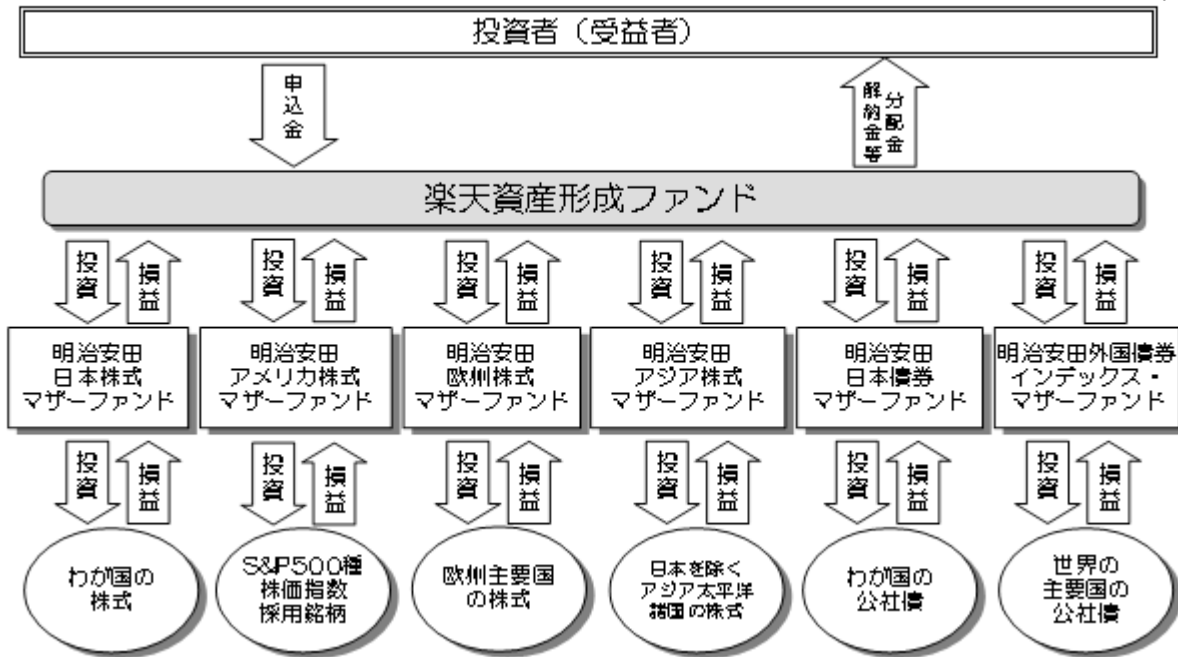 投資者（受益者）
申込金
分配金
解約金等
楽天資産形成ファンド
投資
損益
投資
損益
投資
損益
投資
損益
投資
損益
投資
損益
明治安田
日本株式
マザーファンド
明治安田
アメリカ株式
マザーファンド
明治安田
欧州株式
マザーファンド
明治安田
アジア株式
マザーファンド
明治安田
日本債券
マザーファンド
明治安田外国債券
インデックス・
マザーファンド
投資
損益
投資
損益
投資
損益
投資
損益
投資
損益
投資
損益
わが国の
株式
S&P500種
株価指数
採用銘柄
欧州主要国
の株式
日本を除く
アジア太平洋
諸国の株式
わが国の
公社債
世界の
主要国の
公社債